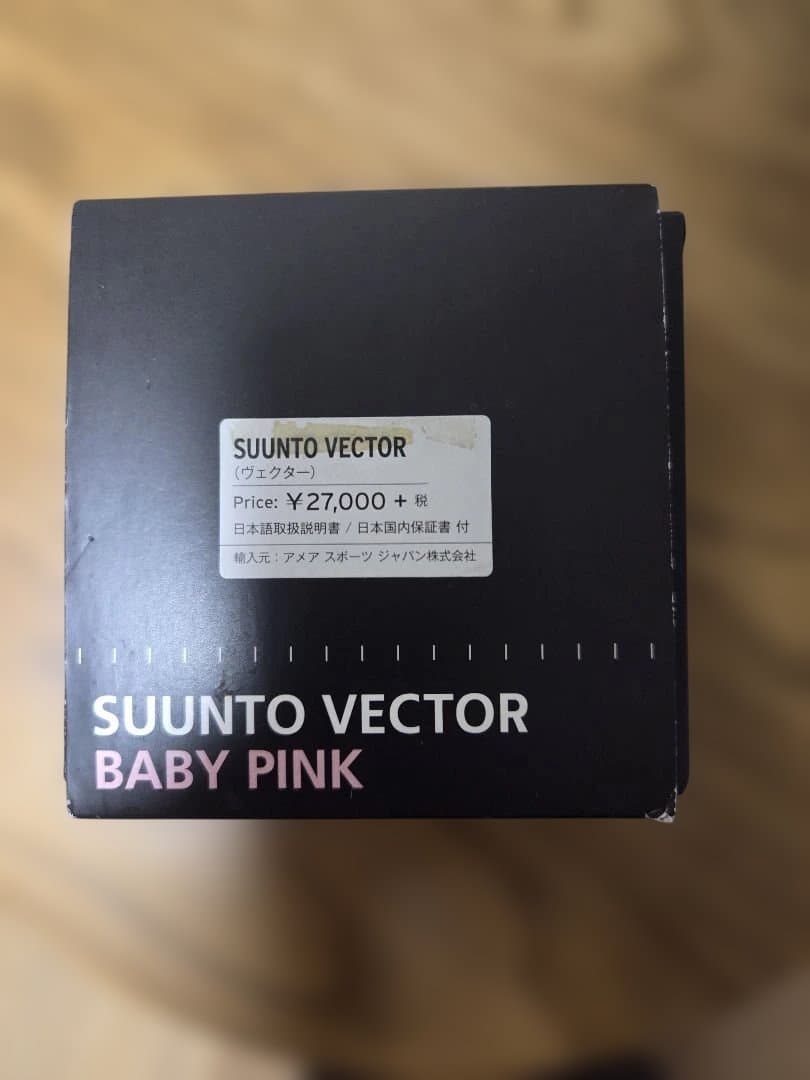 SUUNTO VECTOR
（ヴェクター）
Price: ￥27,000 + 税
日本語取扱説明書 / 日本国内保証書 付
輸入元：アメア スポーツ ジャパン株式会社
SUUNTO VECTOR
BABY PINK